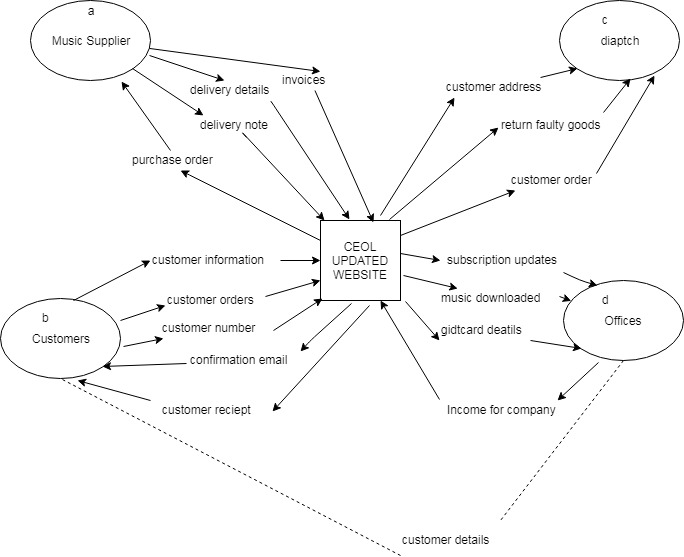 a
Music Supplier
c
diaptch
invoices
delivery details
customer address
delivery note
return faulty goods
purchase order
customer order
CEOL
UPDATED
WEBSITE
customer information
subscription updates
customer orders
music downloaded
b
Customers
d
Offices
customer number
gidtcard deatils
confirmation email
customer reciept
Income for company
customer details